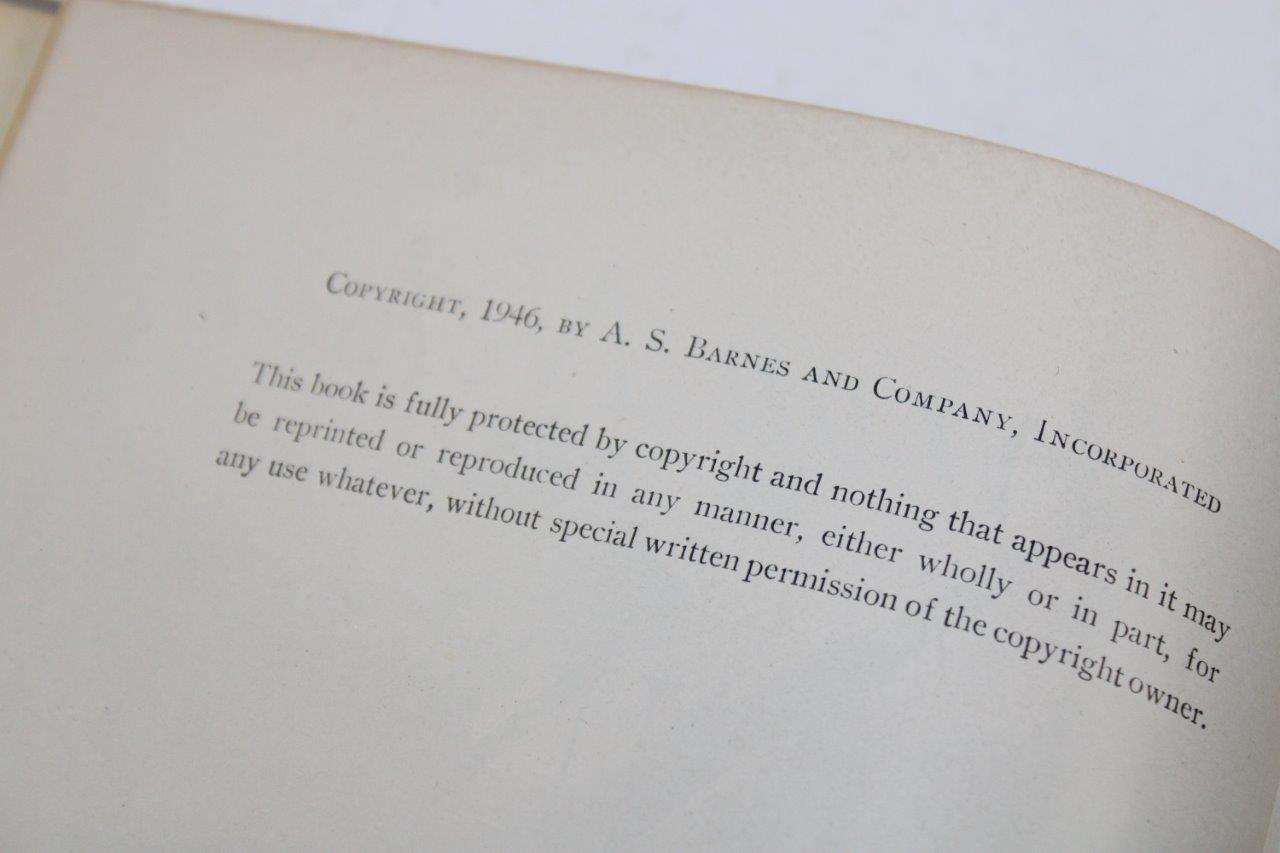 Copyright, 1946, by A. S. Barnes and Company, Incorporated
This book is fully protected by copyright and nothing that appears in it may
be reprinted or reproduced in any manner, either wholly or in part, for
any use whatever, without special written permission of the copyright owner.